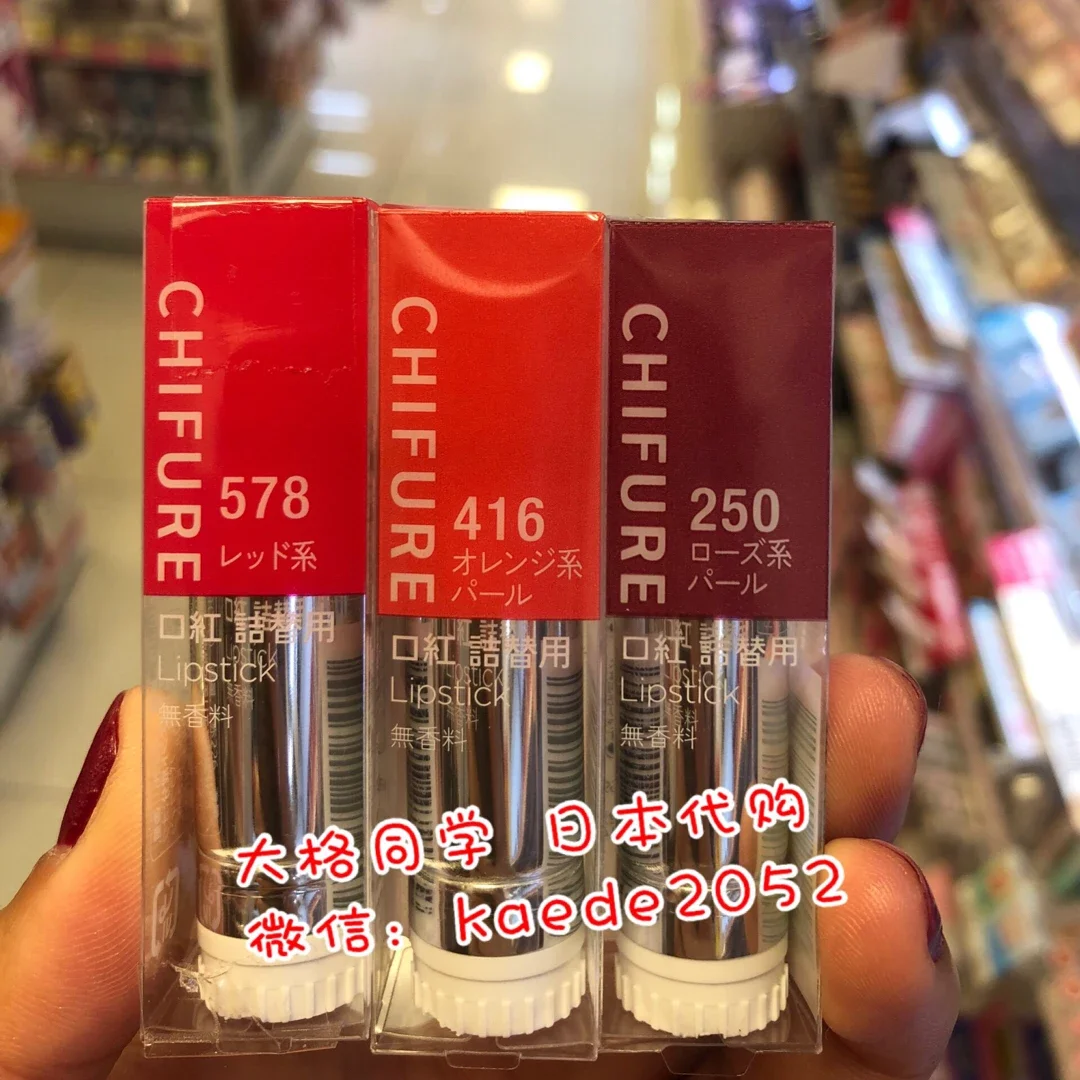 CHIFURE
578
レッド系
口紅 詰替用
Lipstick
無香料
CHIFURE
416
オレンジ系
パール
口紅 詰替用
Lipstick
無香料
CHIFURE
250
ローズ系
パール
口紅 詰替用
Lipstick
無香料
大格同学 日本代购
微信: kaede2052